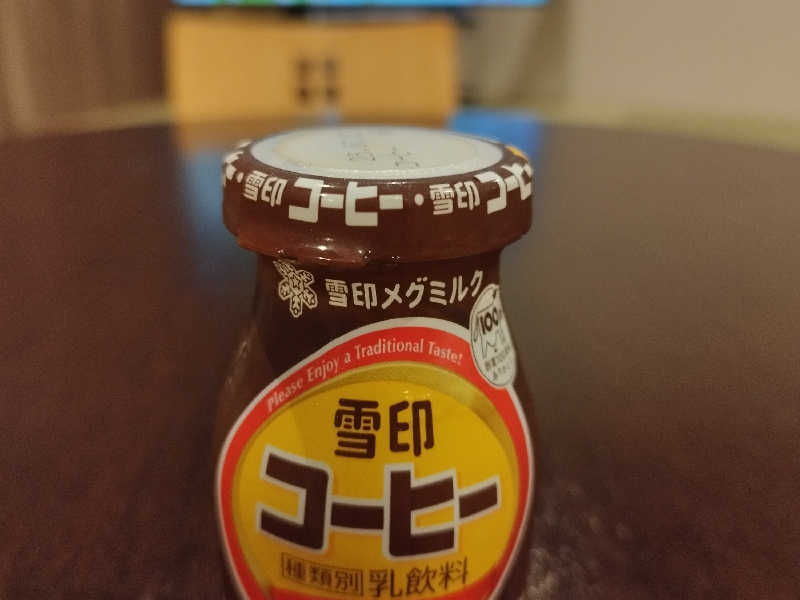 雪印 コーヒー・雪印 コーヒ
雪印メグミルク
100
Please Enjoy a Traditional Taste!
雪印
コーヒー
種類別 乳飲料